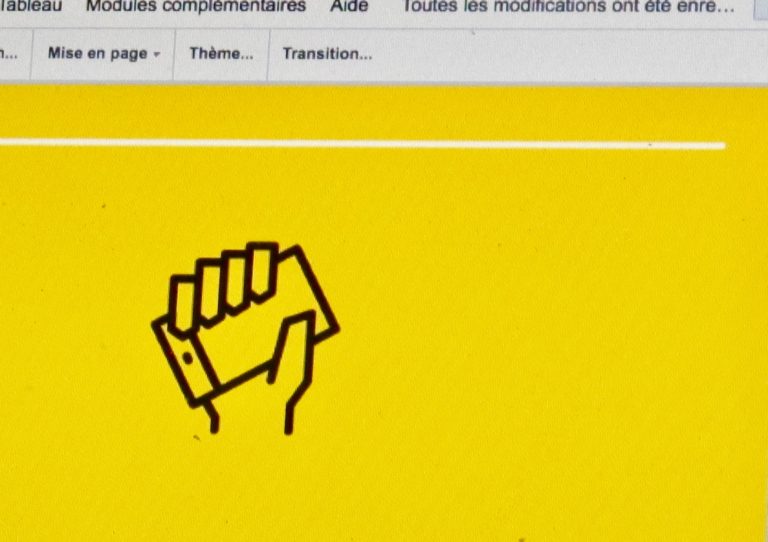 Tableau Modules complémentaires Aide Toutes les modifications ont été enre...
Mise en page Thème... Transition...